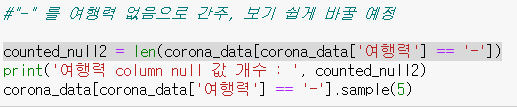 #"-" 를 여행력 없음으로 간주, 보기 쉽게 바꿀 예정
counted_null2 = len(corona_data[corona_data['여행력'] == '-'])
print('여행력 column null 값 개수 : ', counted_null2)
corona_data[corona_data['여행력'] == '-'].sample(5)